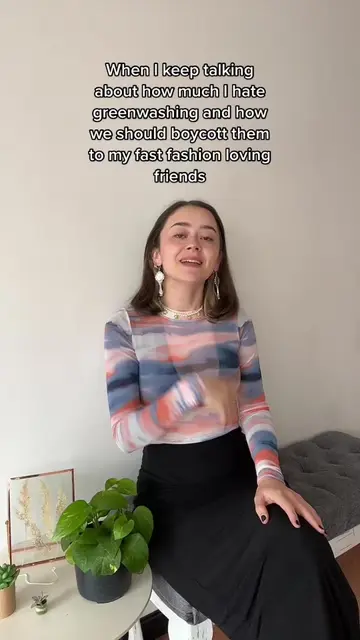 When I keep talking
about how much I hate
greenwashing and how
we should boycott them
to my fast fashion loving
friends